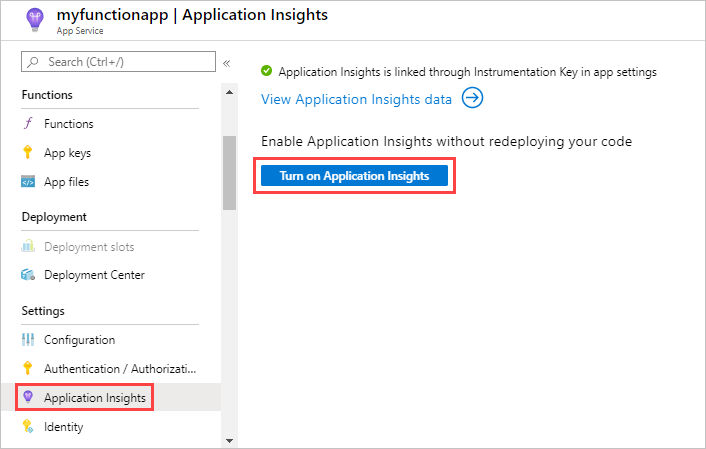 myfunctionapp | Application Insights
App Service
Search (Ctrl+/)
«
Functions
Functions
App keys
App files
Deployment
Deployment slots
Deployment Center
Settings
Configuration
Authentication / Authorizati...
Application Insights
Identity
Application Insights is linked through Instrumentation Key in app settings
View Application Insights data
Enable Application Insights without redeploying your code
Turn on Application Insights